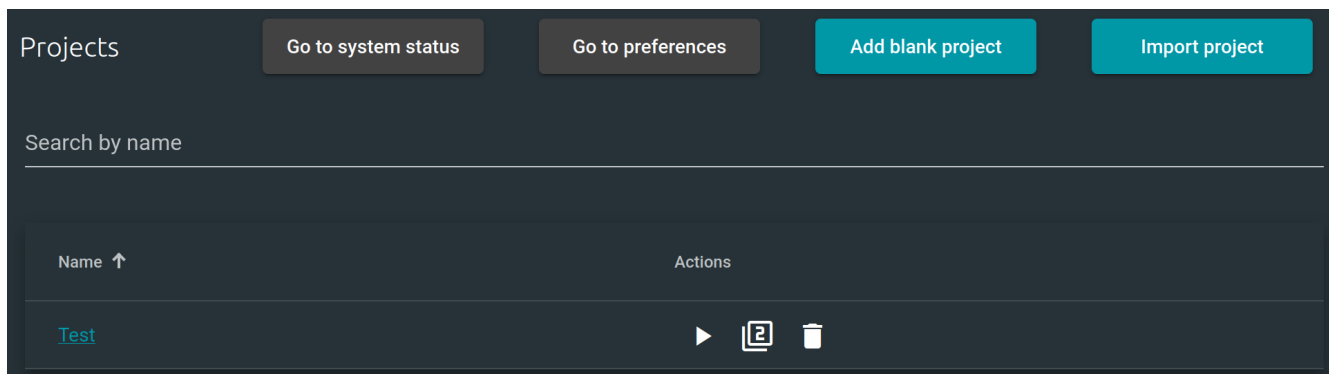 Projects Go to system status Go to preferences Add blank project Import project
Search by name
Name Actions
Test 2